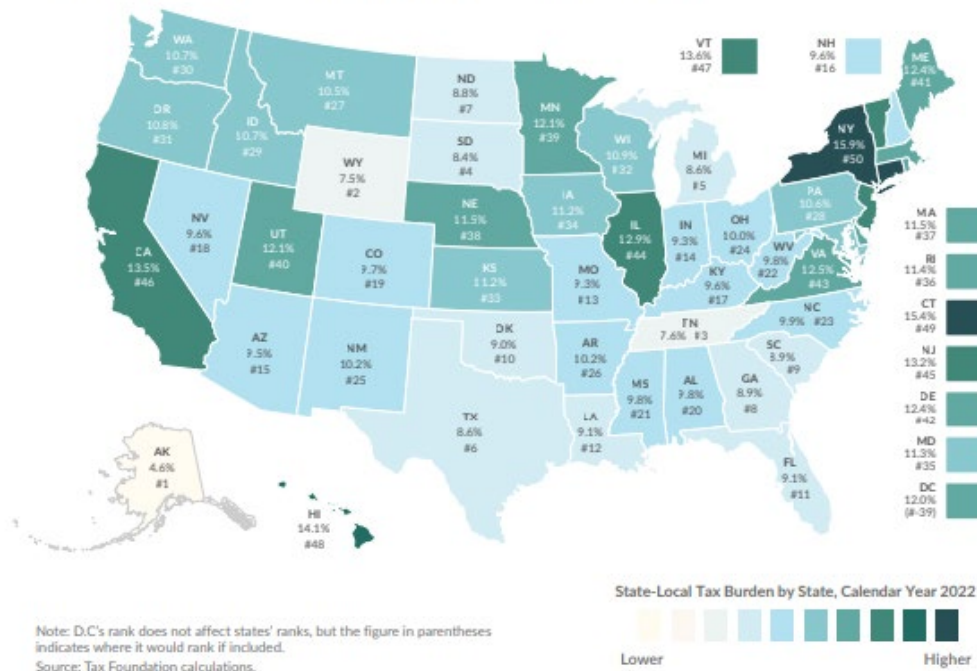 WA
10.7%
#30
MT
10.5%
#27
ND
8.8%
#7
MN
12.1%
#39
VT
13.6%
#47
NH
9.6%
#16
ME
12.4%
#41
OR
10.8%
#31
ID
10.7%
#29
WY
7.5%
#2
SD
8.4%
#4
WI
10.9%
#32
MI
8.6%
#5
NY
15.9%
#50
NV
9.6%
#18
UT
12.1%
#40
CO
9.7%
#19
NE
11.5%
#38
IA
11.2%
#34
IL
12.9%
#44
IN
9.3%
#14
OH
10.0%
#24
PA
10.6%
#28
CA
13.5%
#46
KS
11.2%
#33
MO
9.3%
#13
KY
9.6%
#17
WV
9.8%
#22
VA
12.5%
#43
MA
11.5%
#37
RI
11.4%
#36
CT
15.4%
#49
NJ
13.2%
#45
DE
12.4%
#42
MD
11.3%
#35
DC
12.0%
(#-39)
AZ
9.5%
#15
NM
10.2%
#25
OK
9.0%
#10
AR
10.2%
#26
TN
7.6% #3
NC
9.9% #23
SC
8.9%
#9
MS
9.8%
#21
AL
9.8%
#20
GA
8.9%
#8
TX
8.6%
#6
LA
9.1%
#12
FL
9.1%
#11
AK
4.6%
#1
HI
14.1%
#48
State-Local Tax Burden by State, Calendar Year 2022
Lower Higher
Note: D.C's rank does not affect states' ranks, but the figure in parentheses
indicates where it would rank if included.
Source: Tax Foundation calculations.